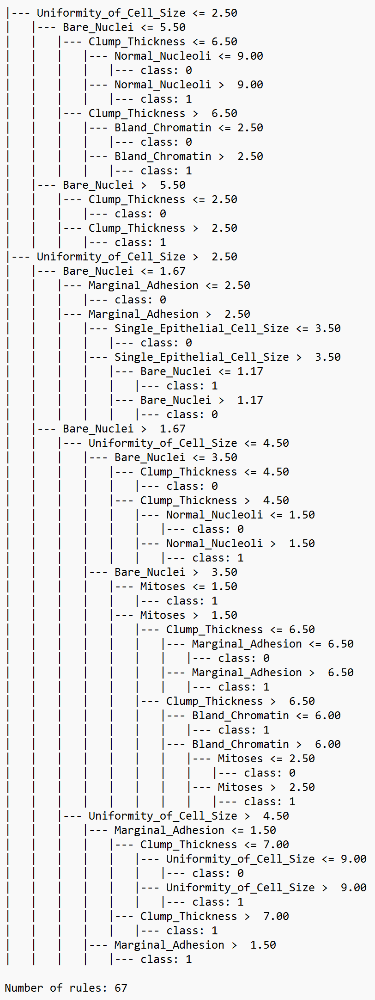 |--- Uniformity_of_Cell_Size <= 2.50
|   |--- Bare_Nuclei <= 5.50
|   |   |--- Clump_Thickness <= 6.50
|   |   |   |--- Normal_Nucleoli <= 9.00
|   |   |   |   |--- class: 0
|   |   |   |--- Normal_Nucleoli >  9.00
|   |   |   |   |--- class: 1
|   |   |--- Clump_Thickness >  6.50
|   |   |   |--- Bland_Chromatin <= 2.50
|   |   |   |   |--- class: 0
|   |   |   |--- Bland_Chromatin >  2.50
|   |   |   |   |--- class: 1
|   |--- Bare_Nuclei >  5.50
|   |   |--- Clump_Thickness <= 2.50
|   |   |   |--- class: 0
|   |   |--- Clump_Thickness >  2.50
|   |   |   |--- class: 1
|--- Uniformity_of_Cell_Size >  2.50
|   |--- Bare_Nuclei <= 1.67
|   |   |--- Marginal_Adhesion <= 2.50
|   |   |   |--- class: 0
|   |   |--- Marginal_Adhesion >  2.50
|   |   |   |--- Single_Epithelial_Cell_Size <= 3.50
|   |   |   |   |--- class: 0
|   |   |   |--- Single_Epithelial_Cell_Size >  3.50
|   |   |   |   |--- Bare_Nuclei <= 1.17
|   |   |   |   |   |--- class: 1
|   |   |   |   |--- Bare_Nuclei >  1.17
|   |   |   |   |   |--- class: 0
|   |--- Bare_Nuclei >  1.67
|   |   |--- Uniformity_of_Cell_Size <= 4.50
|   |   |   |--- Bare_Nuclei <= 3.50
|   |   |   |   |--- Clump_Thickness <= 4.50
|   |   |   |   |   |--- class: 0
|   |   |   |   |--- Clump_Thickness >  4.50
|   |   |   |   |   |--- Normal_Nucleoli <= 1.50
|   |   |   |   |   |   |--- class: 0
|   |   |   |   |   |--- Normal_Nucleoli >  1.50
|   |   |   |   |   |   |--- class: 1
|   |   |   |--- Bare_Nuclei >  3.50
|   |   |   |   |--- Mitoses <= 1.50
|   |   |   |   |   |--- class: 1
|   |   |   |   |--- Mitoses >  1.50
|   |   |   |   |   |--- Clump_Thickness <= 6.50
|   |   |   |   |   |   |--- Marginal_Adhesion <= 6.50
|   |   |   |   |   |   |   |--- class: 0
|   |   |   |   |   |   |--- Marginal_Adhesion >  6.50
|   |   |   |   |   |   |   |--- class: 1
|   |   |   |   |   |--- Clump_Thickness >  6.50
|   |   |   |   |   |   |--- Bland_Chromatin <= 6.00
|   |   |   |   |   |   |   |--- class: 1
|   |   |   |   |   |   |--- Bland_Chromatin >  6.00
|   |   |   |   |   |   |   |--- Mitoses <= 2.50
|   |   |   |   |   |   |   |   |--- class: 0
|   |   |   |   |   |   |   |--- Mitoses >  2.50
|   |   |   |   |   |   |   |   |--- class: 1
|   |   |--- Uniformity_of_Cell_Size >  4.50
|   |   |   |--- Marginal_Adhesion <= 1.50
|   |   |   |   |--- Clump_Thickness <= 7.00
|   |   |   |   |   |--- Uniformity_of_Cell_Size <= 9.00
|   |   |   |   |   |   |--- class: 0
|   |   |   |   |   |--- Uniformity_of_Cell_Size >  9.00
|   |   |   |   |   |   |--- class: 1
|   |   |   |   |--- Clump_Thickness >  7.00
|   |   |   |   |   |--- class: 1
|   |   |   |--- Marginal_Adhesion >  1.50
|   |   |   |   |--- class: 1
Number of rules: 67